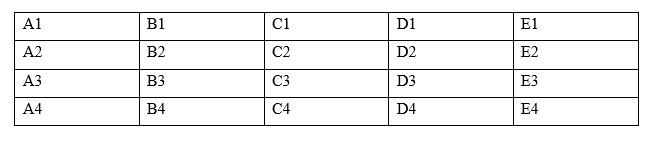 A1 B1 C1 D1 E1
A2 B2 C2 D2 E2
A3 B3 C3 D3 E3
A4 B4 C4 D4 E4